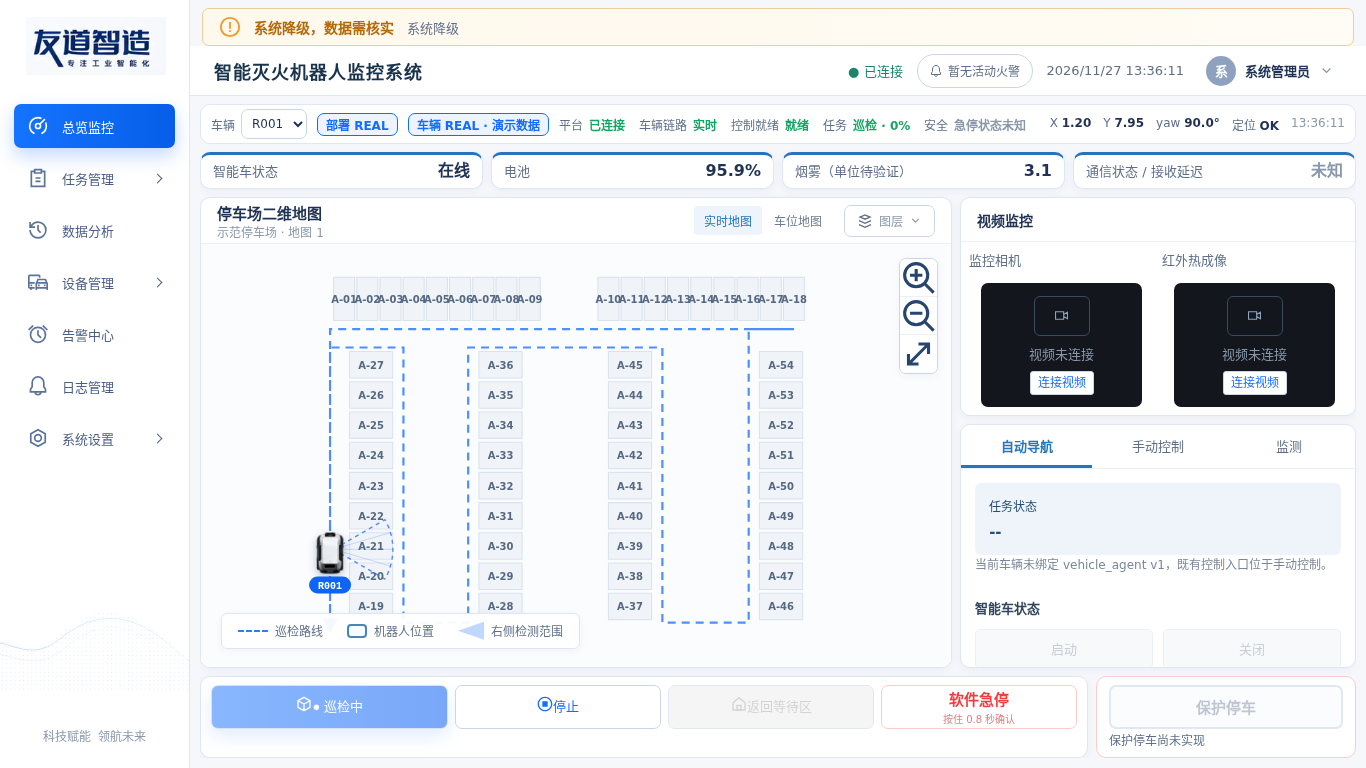 友道智造
专注工业智能化
总览监控
任务管理
数据分析
设备管理
告警中心
日志管理
系统设置
科技赋能 领航未来
系统降级，数据需核实 系统降级
智能灭火机器人监控系统
已连接
暂无活动火警
2026/11/27 13:36:11
系 系统管理员
车辆 R001 部署 REAL 车辆 REAL · 演示数据 平台 已连接 车辆链路 实时 控制就绪 就绪 任务 巡检 · 0% 安全 急停状态未知 X 1.20 Y 7.95 yaw 90.0° 定位 OK 13:36:11
智能车状态 在线
电池 95.9%
烟雾（单位待验证） 3.1
通信状态 / 接收延迟 未知
停车场二维地图
示范停车场 · 地图 1
实时地图 车位地图 图层
A-01 A-02 A-03 A-04 A-05 A-06 A-07 A-08 A-09 A-10 A-11 A-12 A-13 A-14 A-15 A-16 A-17 A-18
A-27 A-36 A-45 A-54
A-26 A-35 A-44 A-53
A-25 A-34 A-43 A-52
A-24 A-33 A-42 A-51
A-23 A-32 A-41 A-50
A-22 A-31 A-40 A-49
A-21 A-30 A-39 A-48
A-20 A-29 A-38 A-47
R001
A-19 A-28 A-37 A-46
巡检路线 机器人位置 右侧检测范围
视频监控
监控相机 红外热成像
视频未连接 视频未连接
连接视频 连接视频
自动导航 手动控制 监测
任务状态
--
当前车辆未绑定 vehicle_agent v1，既有控制入口位于手动控制。
智能车状态
启动 关闭
巡检中
停止
返回等待区
软件急停
按住 0.8 秒确认
保护停车
保护停车尚未实现